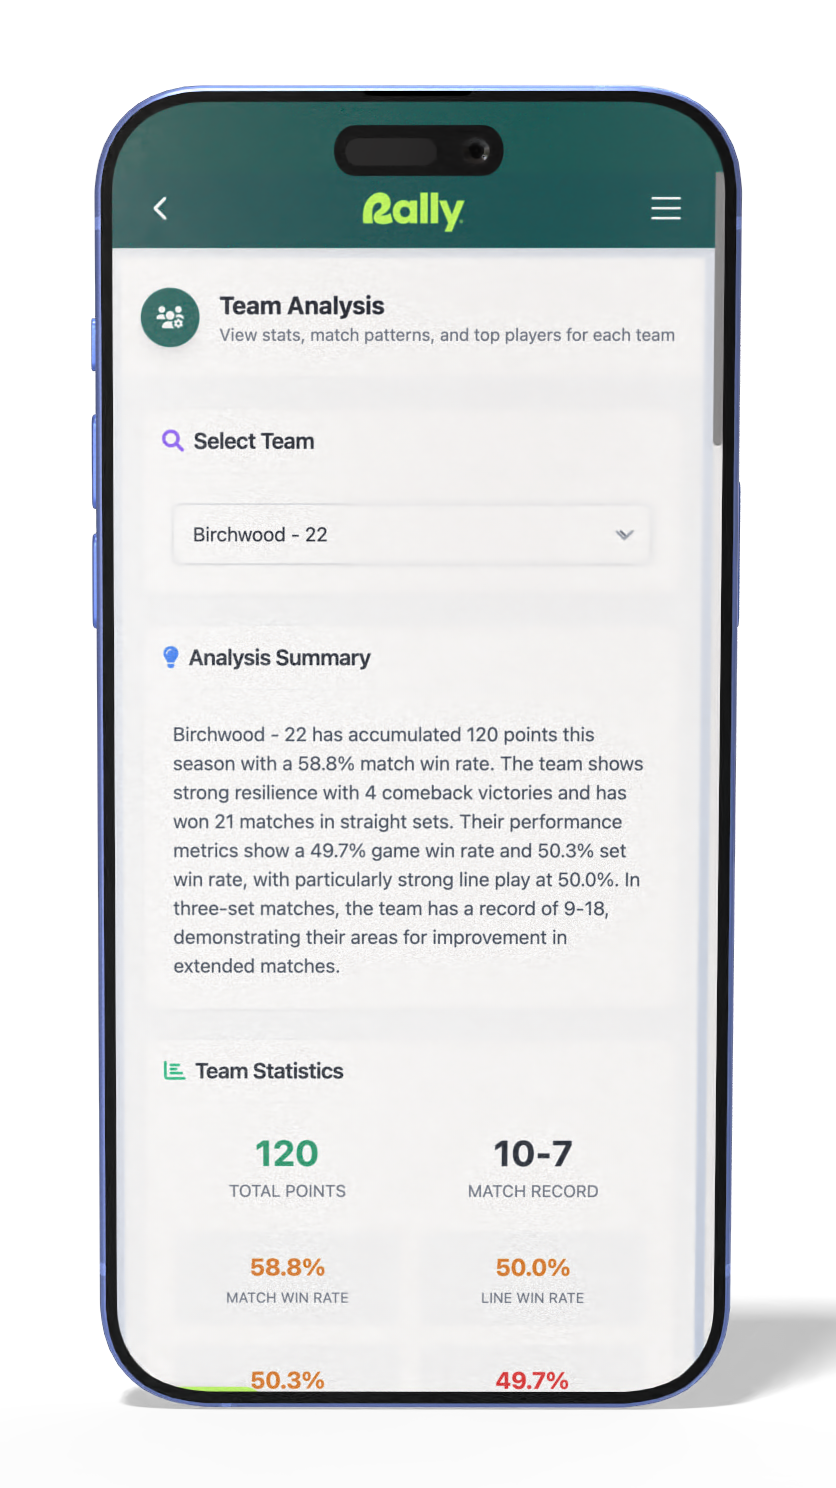 Rally
Team Analysis
View stats, match patterns, and top players for each team
Select Team
Birchwood - 22
Analysis Summary
Birchwood - 22 has accumulated 120 points this
season with a 58.8% match win rate. The team shows
strong resilience with 4 comeback victories and has
won 21 matches in straight sets. Their performance
metrics show a 49.7% game win rate and 50.3% set
win rate, with particularly strong line play at 50.0%. In
three-set matches, the team has a record of 9-18,
demonstrating their areas for improvement in
extended matches.
Team Statistics
120 10-7
TOTAL POINTS MATCH RECORD
58.8% 50.0%
MATCH WIN RATE LINE WIN RATE
50.3% 49.7%